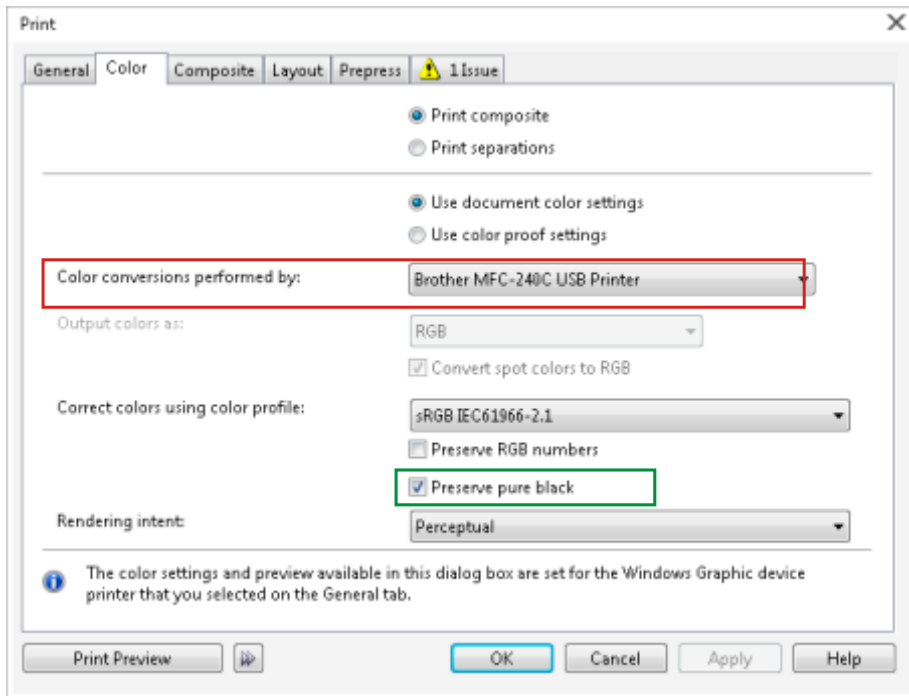 Print
General Color Composite Layout Prepress 1 Issue
Print composite
Print separations
Use document color settings
Use color proof settings
Color conversions performed by: Brother MFC-240C USB Printer
Output colors as: RGB
Convert spot colors to RGB
Correct colors using color profile: sRGB IEC61966-2.1
Preserve RGB numbers
Preserve pure black
Rendering intent: Perceptual
The color settings and preview available in this dialog box are set for the Windows Graphic device
printer that you selected on the General tab.
Print Preview OK Cancel Apply Help